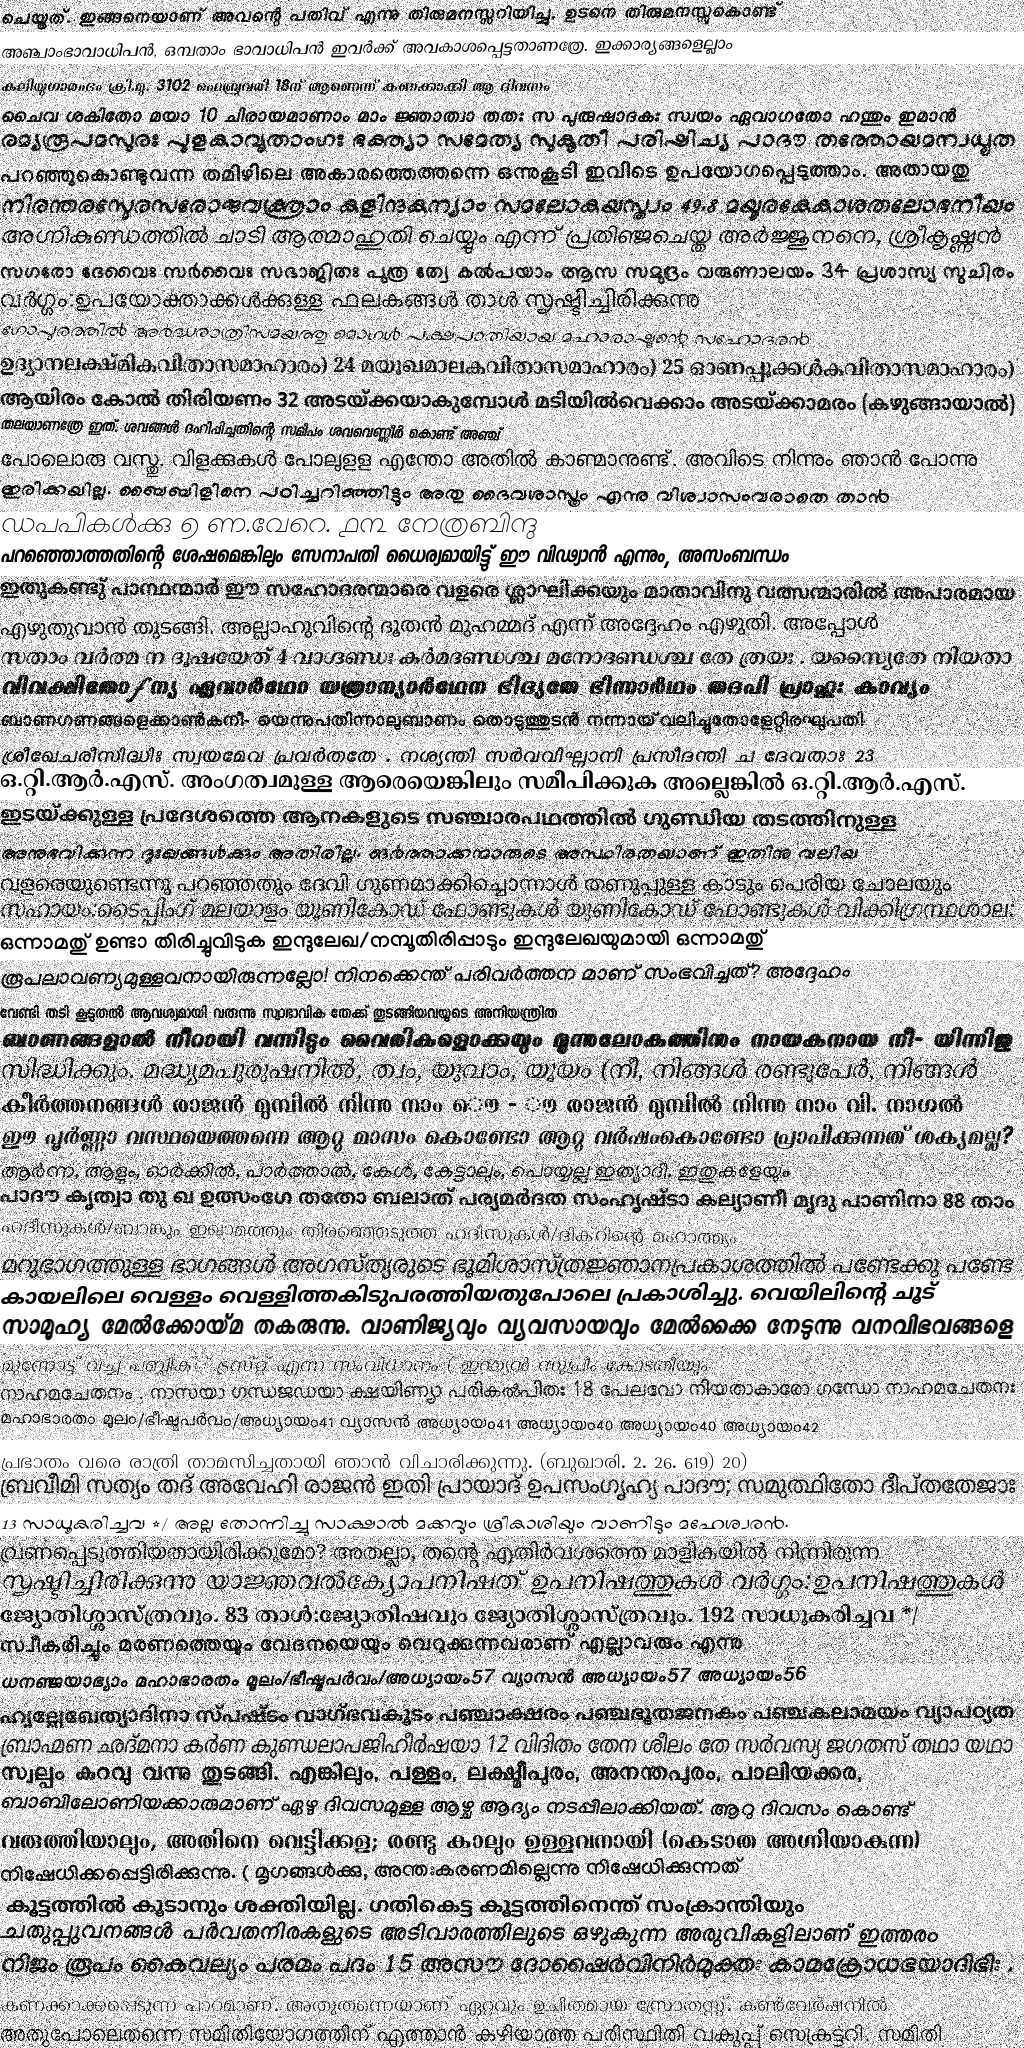 ചെയ്തത്. ഇങ്ങനെയാണ് അവന്റെ പതിവ് എന്നു തിരുമനസ്സറിയിച്ചു. ഉടനെ തിരുമനസ്സുകൊണ്ട്
അഞ്ചാംഭാവാധിപൻ, ഒമ്പതാം ഭാവാധിപൻ ഇവർക്ക് അവകാശപ്പെട്ടതാണത്രേ. ഇക്കാര്യങ്ങളെല്ലാം
കലിയുഗാരംഭം ക്രി.മു. 3102 ഫെബ്രുവരി 18ന് ആണെന്ന് കണക്കാക്കി ആ ദിവസം
ചൈവ ശകിതോ മയാ 10 ചിരായമാണാം മാം ജ്ഞാത്വാ തതഃ സ പുരുഷാദകഃ സ്വയം ഏവാഗതോ ഹന്തും ഇമാൻ
രമ്യരൂപമസുരഃ പുളകാവൃതാംഗഃ ഭക്ത്യാ സമേത്യ സുകൃതീ പരിഷിച്യ പാദൗ തത്തോയമന്വധൃത
പറഞ്ഞുകൊണ്ടുവന്ന തമിഴിലെ അകാരത്തെത്തന്നെ ഒന്നുകൂടി ഇവിടെ ഉപയോഗപ്പെടുത്താം. അതായതു
നിരന്തരസ്മേരസരോജവക്ത്രാം കളിന്ദകന്യാം സമലോകയസ്ത്വം 49.8 മയൂരകേകാശതലോഭനീയം
അഗ്നികുണ്ഡത്തിൽ ചാടി ആത്മാഹുതി ചെയ്യും എന്ന് പ്രതിജ്ഞചെയ്ത അർജ്ജുനനെ, ശ്രീകൃഷ്ണൻ
സഗതോ ദേവൈഃ സർവൈഃ സഭാജിതഃ പുത്ര ത്വേ കൽപയാം ആസ സമുദ്രം വരുണാലയം 34 പ്രശാസ്യ സുചിരം
വർഗ്ഗം:ഉപയോക്താക്കൾക്കുള്ള ഫലകങ്ങൾ താൾ സൃഷ്ടിച്ചിരിക്കുന്നു
ഗോപുരത്തിൽ അർദ്ധരാത്രിസമയത്തു മൊഗൾ പക്ഷപാതിയായ മഹാരാഷ്ട്രന്റെ സഹോദരൻ
ഉദ്യാനലക്ഷ്മികവിതാസമാഹാരം) 24 മയുഖമാലകവിതാസമാഹാരം) 25 ഓണപ്പൂക്കൾകവിതാസമാഹാരം)
ആയിരം കോൽ തിരിയണം 32 അടയ്ക്കയാകുമ്പോൾ മടിയിൽവെക്കാം അടയ്ക്കാമരം (കഴുങ്ങായാൽ)
തലയാണത്രേ ഇത്. ശവങ്ങൾ ദഹിപ്പിച്ചതിന്റെ സമീപം ശവവെണ്ണീർ കൊണ്ട് അഞ്ച്
പോലൊരു വസ്തു. വിളക്കുകൾ പോലുളള എന്തോ അതിൽ കാണ്മാനുണ്ട്. അവിടെ നിന്നും ഞാൻ പോന്നു
ഇരിക്കയില്ല. ബൈബിളിനെ പഠിച്ചറിഞ്ഞിട്ടും അതു ദൈവശാസ്ത്രം എന്നു വിശ്വാസംവരാതെ താൻ
ഡപപികൾക്കു ൭ ണ.വേറെ. ൧൩൩ നേത്രബിന്ദു
പറഞ്ഞൊത്തതിന്റെ ശേഷമെങ്കിലും സേനാപതി ധൈര്യമായിട്ട് ഈ വിഢ്യാൻ എന്നും, അസംബന്ധം
ഇതുകണ്ടു് പാന്ഥന്മാർ ഈ സഹോദരന്മാരെ വളരെ ശ്ലാഘിക്കയും മാതാവിനു വത്സന്മാരിൽ അപാരമായ
എഴുതുവാൻ തുടങ്ങി. അല്ലാഹുവിന്റെ ദൂതൻ മുഹമ്മദ് എന്ന് അദ്ദേഹം എഴുതി. അപ്പോൾ
സതാം വർത്മ ന ദുഷയേത് 4 വാഗ്ദണ്ഡഃ കർമദണ്ഡശ്ച മനോദണ്ഡശ്ച തേ ത്രയഃ . യസ്യൈതേ നിയതാ
വിവക്ഷിതോഽന്യ ഏവാർഥോ യത്രാന്യാർഥേന ഭിദ്യതേ ഭിന്നാർഥം തദപി പ്രാഹുഃ കാവ്യം
ബാണഗണങ്ങളെക്കാൺകനീ- യെന്നുപതിന്നാലുബാണം തൊടുത്തുടൻ നന്നായ് വലിച്ചുതോളേറ്റിരഘുപതി
ശ്രീഖേചരീസിദ്ധിഃ സ്വയമേവ പ്രവർതതേ . നശ്യന്തി സർവവിഘ്നാനി പ്രസീദന്തി ച ദേവതാഃ 23
ഒ.റ്റി.ആർ.എസ്. അംഗത്വമുള്ള ആരെയെങ്കിലും സമീപിക്കുക അല്ലെങ്കിൽ ഒ.റ്റി.ആർ.എസ്.
ഇടയ്ക്കുള്ള പ്രദേശത്തെ ആനകളുടെ സഞ്ചാരപഥത്തിൽ ഗുണ്ഡിയ തടത്തിനുള്ള
അനുഭവിക്കുന്ന ദുഃഖങ്ങൾക്കും അതിരില്ല. ഭർത്താക്കന്മാരുടെ അസ്ഥിരതയാണ് ഇതിനു വലിയ
വളരെയുണ്ടെന്നു പറഞ്ഞതും ദേവി ഗുണമാക്കിച്ചൊന്നാൾ തണുപ്പുള്ള കാടും പെരിയ ചോലയും
സഹായം:ടൈപ്പിംഗ് മലയാളം യുണികോഡ് ഫോണ്ടുകൾ യുണികോഡ് ഫോണ്ടുകൾ വിക്കിഗ്രന്ഥശാല:
ഒന്നാമതു് ഉണ്ടാ തിരിച്ചുവിടുക ഇന്ദുലേഖ/നമ്പൂതിരിപ്പാടും ഇന്ദുലേഖയുമായി ഒന്നാമതു്
രൂപലാവണ്യമുള്ളവനായിരുന്നല്ലോ! നിനക്കെന്ത് പരിവർത്തന മാണ് സംഭവിച്ചത്? അദ്ദേഹം
വേണ്ടി തടി കൂടുതൽ ആവശ്യമായി വരുന്നു സ്വാഭാവിക തേക്ക് തുടങ്ങിയവയുടെ അനിയന്ത്രിത
ബാണങ്ങളാൽ നീറായി വന്നിടും വൈരികളൊക്കയും മൂന്നുലോകത്തിന്നും നായകനായ നീ- യിന്നിജ
സിദ്ധിക്കും. മദ്ധ്യമപുരുഷനിൽ, ത്വം, യുവാം, യൂയം (നീ, നിങ്ങൾ രണ്ടുപേർ, നിങ്ങൾ
കീർത്തനങ്ങൾ രാജൻ മുമ്പിൽ നിന്നു നാം ൌ - ൗ രാജൻ മുമ്പിൽ നിന്നു നാം വി. നാഗൽ
ഈ പൂർണ്ണാ വസ്ഥയെത്തന്നെ ആറു മാസം കൊണ്ടോ ആറു വർഷംകൊണ്ടോ പ്രാപിക്കുന്നത് ശക്യമല്ല?
ആർന്ന, ആളും, ഓർക്കിൽ, പാർത്താൽ, കേൾ, കേട്ടാലും, പൊയ്യല്ല ഇത്യാദി. ഇതുകളേയും
പാദൗ കൃത്വാ തു ഖ ഉത്സംഗേ തതോ ബലാത് പര്യമർദത സംഹൃഷ്ടാ കല്യാണീ മൃദു പാണിനാ 88 താം
ഹദീസുകൾ/ബാങ്കും ഇഖാമത്തും തിരഞ്ഞെടുത്ത ഹദീസുകൾ/ദികറിന്റെ മഹാത്മ്യം
മറുഭാഗത്തുള്ള ഭാഗങ്ങൾ അഗസ്ത്യരുടെ ഭൂമിശാസ്ത്രജ്ഞാനപ്രകാശത്തിൽ പണ്ടേക്കു പണ്ടേ
കായലിലെ വെള്ളം വെള്ളിത്തകിടുപരത്തിയതുപോലെ പ്രകാശിച്ചു. വെയിലിന്റെ ചൂട്
സാമൂഹ്യ മേൽക്കോയ്മ തകരുന്നു. വാണിജ്യവും വ്യവസായവും മേൽക്കൈ നേടുന്നു വനവിഭവങ്ങളെ
മുന്നോട്ട് വച്ച പബ്ലിക് ട്രസ്റ്റ് എന്ന സംവിധാനം ( ഇന്ത്യൻ സുപ്രിം കോടതിയും
നാഹമചേതനം . നാസയാ ഗന്ധജഡയാ ക്ഷയിണ്യാ പരികൽപിതഃ 18 പേലവോ നിയതാകാരോ ഗന്ധോ നാഹമചേതനഃ
മഹാഭാരതം മൂലം/ഭീഷ്മപർവം/അധ്യായം41 വ്യാസൻ അധ്യായം41 അധ്യായം40 അധ്യായം40 അധ്യായം42
പ്രഭാതം വരെ രാത്രി താമസിച്ചതായി ഞാൻ വിചാരിക്കുന്നു. (ബുഖാരി. 2. 26. 619) 20)
ബ്രവീമി സത്യം തദ് അവേഹി രാജൻ ഇതി പ്രായാദ് ഉപസംഗൃഹ്യ പാദൗ; സമുത്ഥിതോ ദീപ്തതേജാഃ
13 സാധൂകരിച്ചവ */ അല്ല തോന്നിച്ചു സാക്ഷാൽ മക്കവും ശ്രികാശിയും വാണിടും മഹേശ്വരൻ.
വ്രണപ്പെടുത്തിയതായിരിക്കുമോ? അതല്ലാ, തന്റെ എതിർവശത്തെ മാളികയിൽ നിന്നിരുന്ന
സൃഷ്ടിച്ചിരിക്കുന്നു യാജ്ഞവൽക്യോപനിഷത് ഉപനിഷത്തുകൾ വർഗ്ഗം:ഉപനിഷത്തുകൾ
ജ്യോതിശ്ശാസ്ത്രവും. 83 താൾ:ജ്യോതിഷവും ജ്യോതിശ്ശാസ്ത്രവും. 192 സാധൂകരിച്ചവ */
സ്വീകരിച്ചും മരണത്തെയും വേദനയെയും വെറുക്കുന്നവരാണ് എല്ലാവരും എന്നു
ധനഞ്ജയാഭ്യാം മഹാഭാരതം മൂലം/ഭീഷ്മപർവം/അധ്യായം57 വ്യാസൻ അധ്യായം57 അധ്യായം56
ഹൃല്ലേഖേത്യാദിനാ സ്പഷ്ടം വാഗ്ഭവകൂടം പഞ്ചാക്ഷരം പഞ്ചഭൂതജനകം പഞ്ചകലാമയം വ്യാപഠ്യത
ബ്രാഹ്മണ ഛദ്മനാ കർണ കുണ്ഡലാപജിഹീർഷയാ 12 വിദിതം തേന ശീലം തേ സർവസ്യ ജഗതസ് തഥാ യഥാ
സ്വല്പം കുറവു വന്നു തുടങ്ങി. എങ്കിലും, പള്ളം, ലക്ഷ്മീപുരം, അനന്തപുരം, പാലിയക്കര,
ബാബിലോണിയക്കാരുമാണ് ഏഴു ദിവസമുള്ള ആഴ്ച ആദ്യം നടപ്പിലാക്കിയത്. ആറു ദിവസം കൊണ്ട്
വരുത്തിയാലും, അതിനെ വെട്ടിക്കള; രണ്ടു കാലും ഉള്ളവനായി (കെടാത അഗ്നിയാകുന്ന)
നിഷേധിക്കപ്പെട്ടിരിക്കുന്നു. ( മൃഗങ്ങൾക്കു, അന്തഃകരണമില്ലെന്നു നിഷേധിക്കുന്നത്
കൂട്ടത്തിൽ കൂടാനും ശക്തിയില്ല. ഗതികെട്ട കൂട്ടത്തിനെന്ത് സംക്രാന്തിയും
ചതുപ്പുവനങ്ങൾ പർവതനിരകളുടെ അടിവാരത്തിലൂടെ ഒഴുകുന്ന അരുവികളിലാണ് ഇത്തരം
നിജം രൂപം കൈവല്യം പരമം പദം 15 അസൗ ദോഷൈർവിനിർമുക്തഃ കാമക്രോധഭയാദിഭിഃ .
കണക്കാക്കപ്പെടുന്ന പാഠമാണ്. അതുതന്നെയാണ് ഏറ്റവും ഉചിതമായ സ്രോതസ്സ്. കൺവേർഷനിൽ
അതുപോലെതന്നെ സമിതിയോഗത്തിന് എത്താൻ കഴിയാത്ത പരിസ്ഥിതി വകുപ്പ് സെക്രട്ടറി. സമിതി